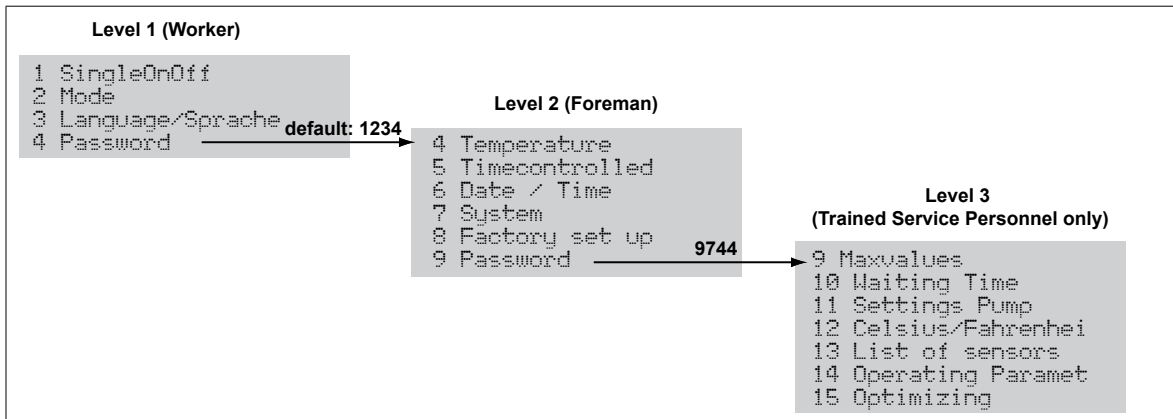 Level 1 (Worker)
1 SingleOnOff
2 Mode
3 Language/Sprache
4 Password
default: 1234
Level 2 (Foreman)
4 Temperature
5 Timecontrolled
6 Date / Time
7 System
8 Factory set up
9 Password
9744
Level 3
(Trained Service Personnel only)
9 Maxvalues
10 Waiting Time
11 Settings Pump
12 Celsius/Fahrenhei
13 List of sensors
14 Operating Paramet
15 Optimizing